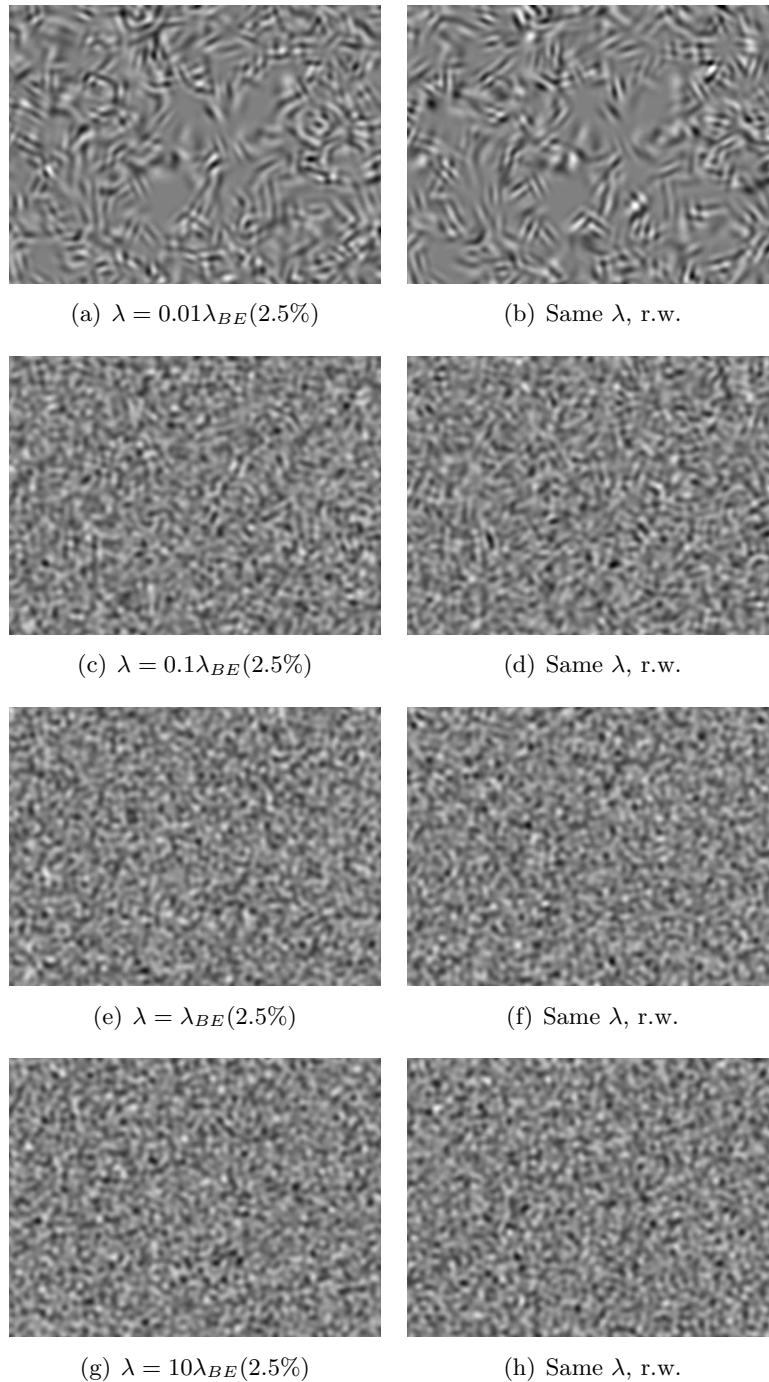 (a) λ = 0.01λ_BE(2.5%)
(b) Same λ, r.w.
(c) λ = 0.1λ_BE(2.5%)
(d) Same λ, r.w.
(e) λ = λ_BE(2.5%)
(f) Same λ, r.w.
(g) λ = 10λ_BE(2.5%)
(h) Same λ, r.w.